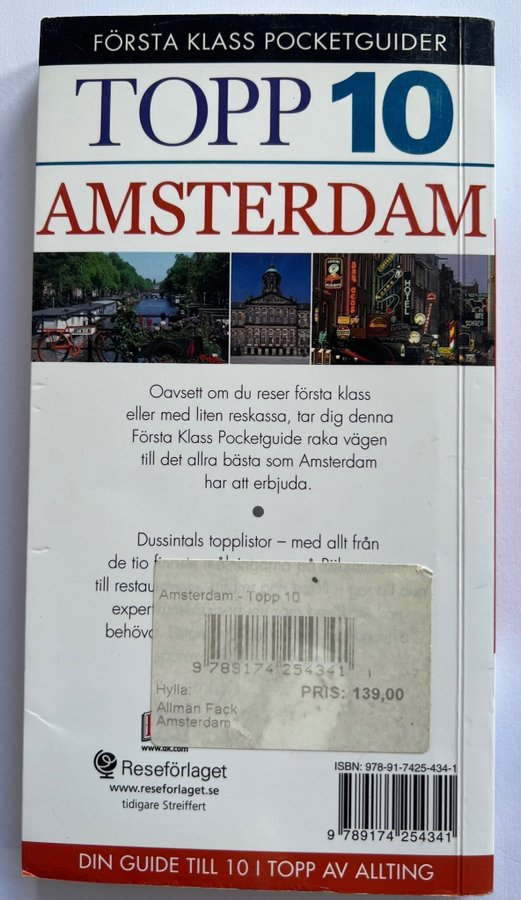 FÖRSTA KLASS POCKETGUIDER
TOPP 10
AMSTERDAM
HOTEL
Oavsett om du reser första klass
eller med liten reskassa, tar dig denna
Första Klass Pocketguide raka vägen
till det allra bästa som Amsterdam
har att erbjuda.
Dussintals topplistor – med allt från
de tio
till
behöv
Amsterdam - Topp 10
9 789174 254341
Hylla:
PRIS: 139,00
Allmän Fack
Amsterdam
www.dk.com
Reseförlaget
www.reseforlaget.se
tidigare Streiffert
ISBN: 978-91-7425-434-1
9 789174 254341
DIN GUIDE TILL 10 I TOPP AV ALLTING